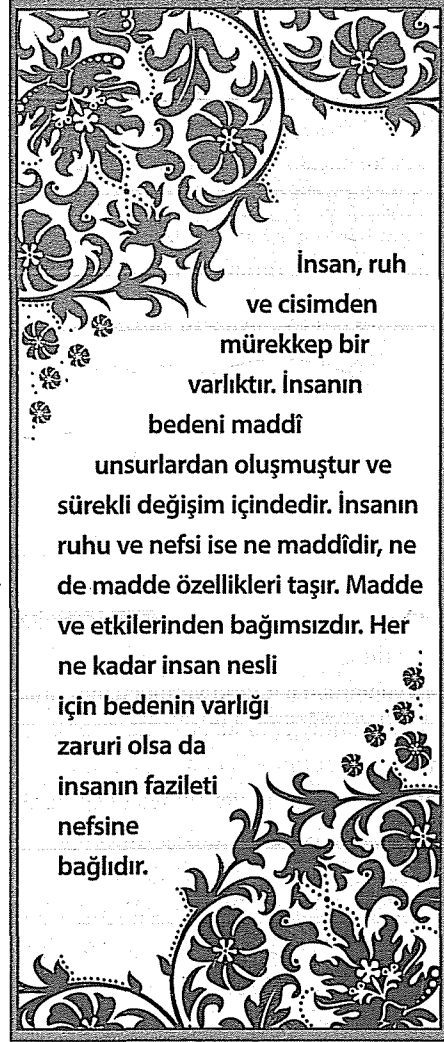 İnsan, ruh
ve cisimden
mürekkep bir
varlıktır. İnsanın
bedeni maddî
unsurlardan oluşmuştur ve
sürekli değişim içindedir. İnsanın
ruhu ve nefsi ise ne maddîdir, ne
de madde özellikleri taşır. Madde
ve etkilerinden bağımsızdır. Her
ne kadar insan nesli
için bedenin varlığı
zaruri olsa da
insanın fazileti
nefsine
bağlıdır.